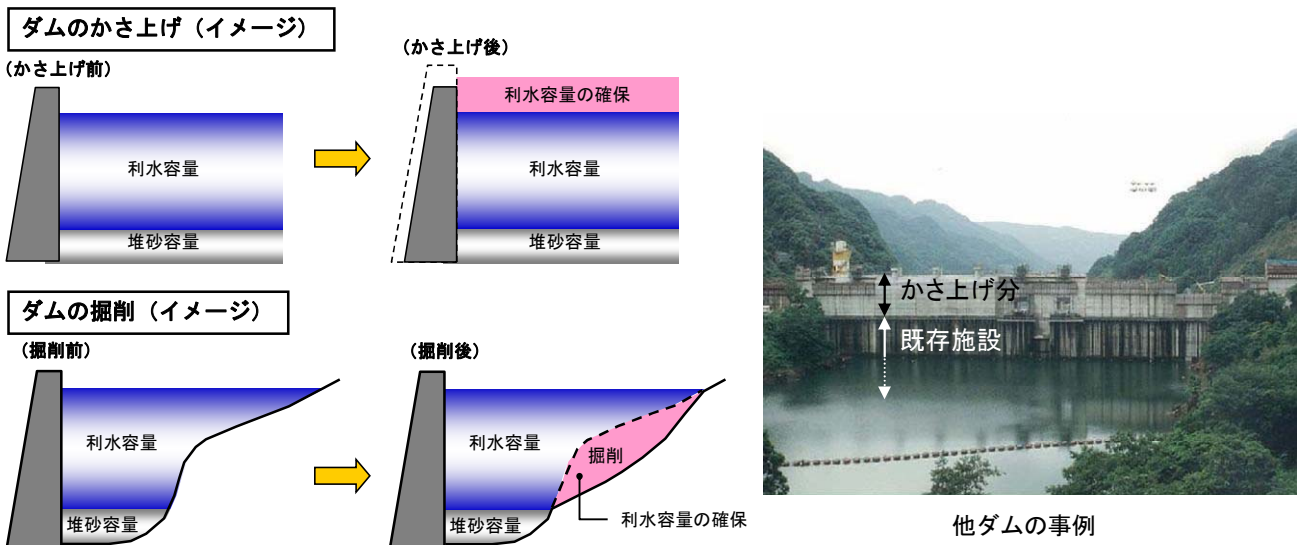 ダムのかさ上げ（イメージ）
（かさ上げ前）
利水容量
堆砂容量
（かさ上げ後）
利水容量の確保
利水容量
堆砂容量
ダムの掘削（イメージ）
（掘削前）
利水容量
堆砂容量
（掘削後）
利水容量
掘削
堆砂容量
利水容量の確保
かさ上げ分
既存施設
他ダムの事例